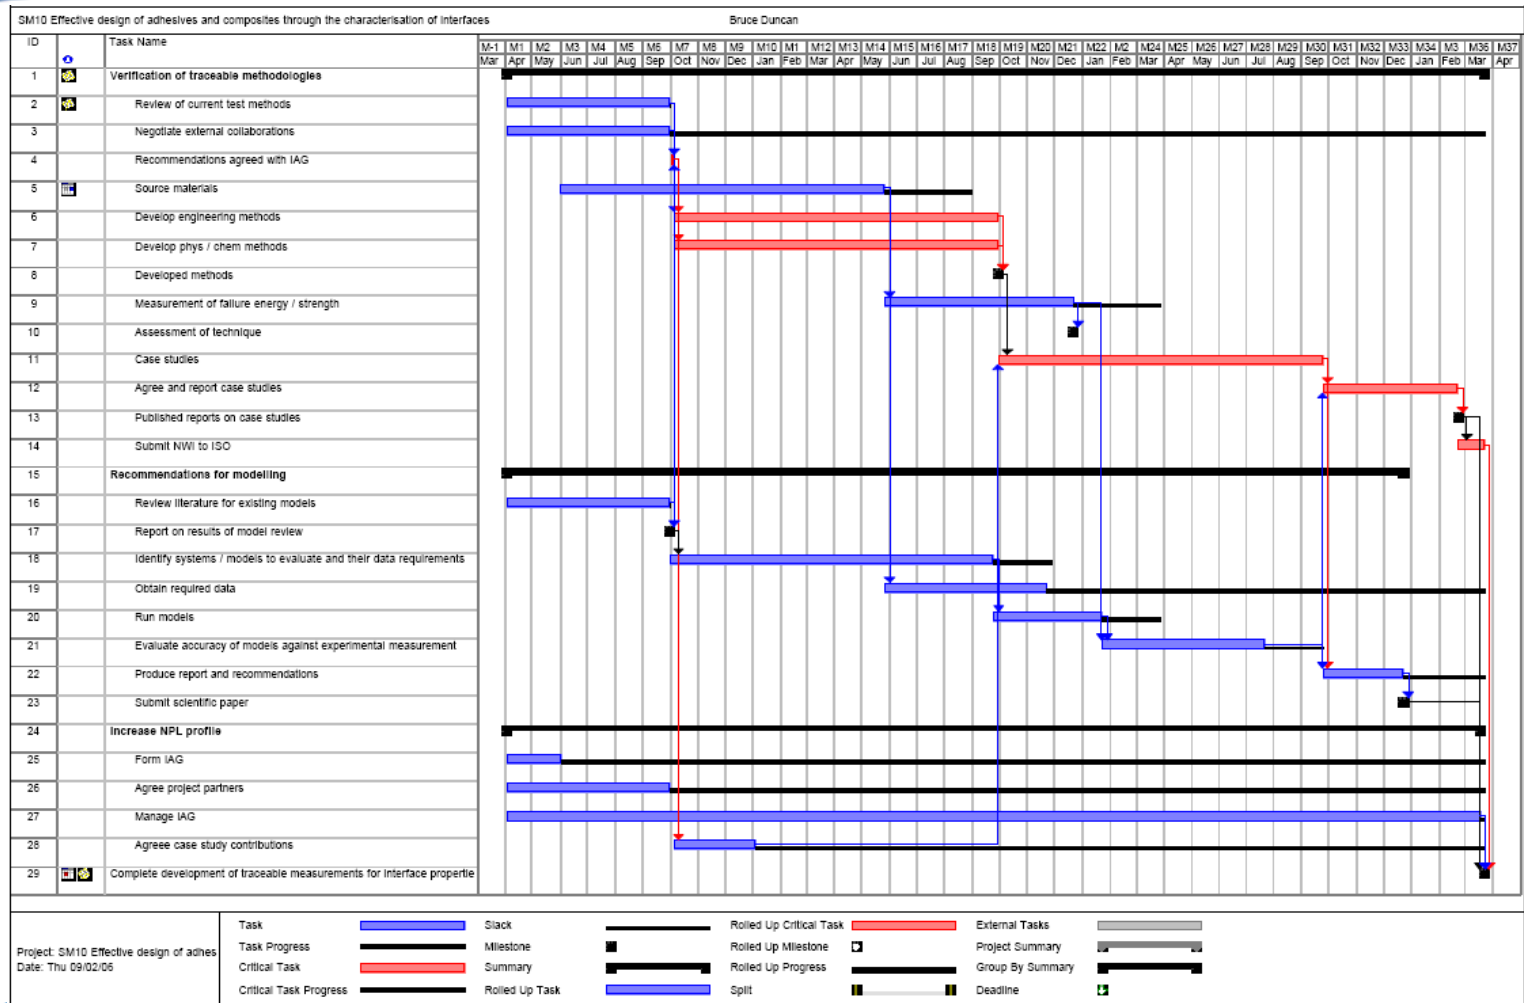 SM10 Effective design of adhesives and composites through the characterisation of interfaces Bruce Duncan
ID Task Name
M-1 M1 M2 M3 M4 M5 M6 M7 M8 M9 M10 M1 M12 M13 M14 M15 M16 M17 M18 M19 M20 M21 M22 M2 M24 M25 M26 M27 M28 M29 M30 M31 M32 M33 M3 M36 M37
Mar Apr May Jun Jul Aug Sep Oct Nov Dec Jan Feb Mar Apr May Jun Jul Aug Sep Oct Nov Dec Jan Feb Mar Apr May Jun Jul Aug Sep Oct Nov Dec Jan Feb Mar Apr
1 Verification of traceable methodologies
2 Review of current test methods
3 Negotiate external collaborations
4 Recommendations agreed with IAG
5 Source materials
6 Develop engineering methods
7 Develop phys / chem methods
8 Developed methods
9 Measurement of failure energy / strength
10 Assessment of technique
11 Case studies
12 Agree and report case studies
13 Published reports on case studies
14 Submit NWI to ISO
15 Recommendations for modelling
16 Review literature for existing models
17 Report on results of model review
18 Identify systems / models to evaluate and their data requirements
19 Obtain required data
20 Run models
21 Evaluate accuracy of models against experimental measurement
22 Produce report and recommendations
23 Submit scientific paper
24 Increase NPL profile
25 Form IAG
26 Agree project partners
27 Manage IAG
28 Agreee case study contributions
29 Complete development of traceable measurements for interface propertie
Project: SM10 Effective design of adhes
Date: Thu 09/02/06
Task Slack Rolled Up Critical Task External Tasks
Task Progress Milestone Rolled Up Milestone Project Summary
Critical Task Summary Rolled Up Progress Group By Summary
Critical Task Progress Rolled Up Task Split Deadline